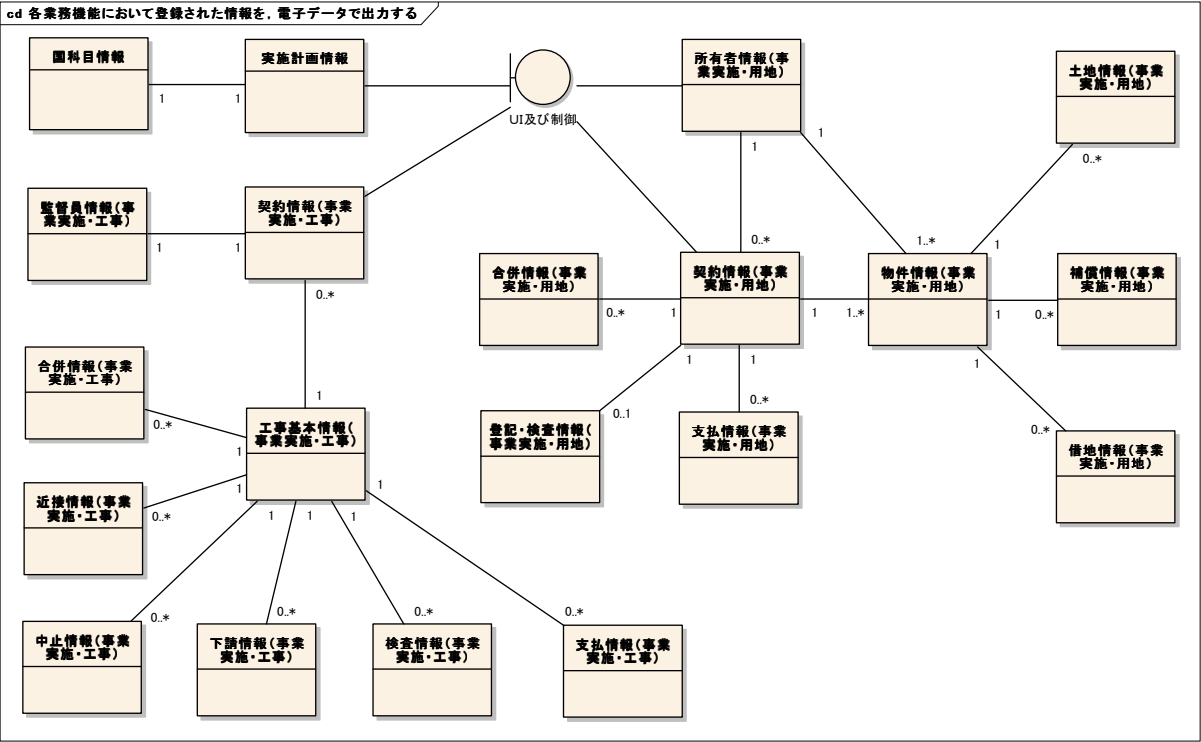 cd 各業務機能において登録された情報を，電子データで出力する
国科目情報
1
1
実施計画情報
UI及び制御
所有者情報(事
業実施・用地)
1
1
土地情報(事業
実施・用地)
0..*
監督員情報(事
業実施・工事)
1
1
契約情報(事業
実施・工事)
0..*
合併情報(事業
実施・用地)
0..*
1
0..*
契約情報(事業
実施・用地)
1
1..*
1..*
1
物件情報(事業
実施・用地)
1
0..*
補償情報(事業
実施・用地)
1
1
1
0..1
0..*
登記・検査情報(
事業実施・用地)
支払情報(事業
実施・用地)
0..*
借地情報(事業
実施・用地)
合併情報(事業
実施・工事)
0..*
1
1
工事基本情報(
事業実施・工事)
近接情報(事業
実施・工事)
0..*
1
1
1
1
1
0..*
0..*
0..*
0..*
中止情報(事業
実施・工事)
下請情報(事業
実施・工事)
検査情報(事業
実施・工事)
支払情報(事業
実施・工事)